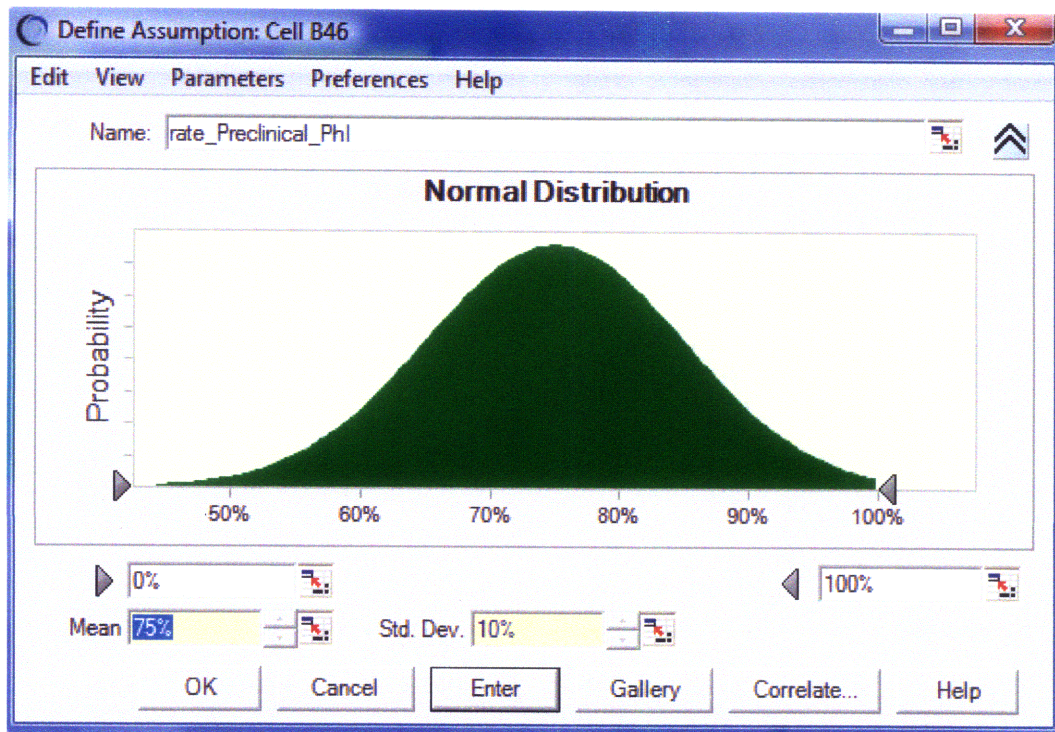 Define Assumption: Cell B46
Edit View Parameters Preferences Help
Name: rate_Preclinical_PhI
Normal Distribution
Probability
50% 60% 70% 80% 90% 100%
0% 100%
Mean 75% Std. Dev. 10%
OK Cancel Enter Gallery Correlate... Help